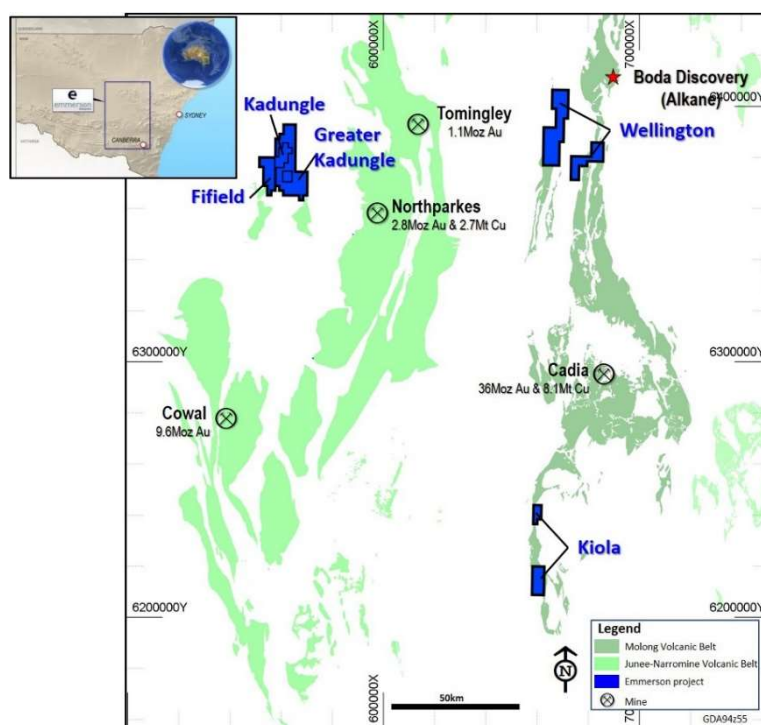 e
emmerson
SYDNEY
CANBERRA
600000X
700000X
Boda Discovery
(Alkane)
6400000Y
Kadungle
Greater
Kadungle
Fifield
Tomingley
1.1Moz Au
Wellington
Northparkes
2.8Moz Au & 2.7Mt Cu
6300000Y
Cadia
36Moz Au & 8.1Mt Cu
Cowal
9.6Moz Au
Kiola
6200000Y
Legend
Molong Volcanic Belt
Junee-Narromine Volcanic Belt
Emmerson project
Mine
N
50km
600000X
GDA94z55